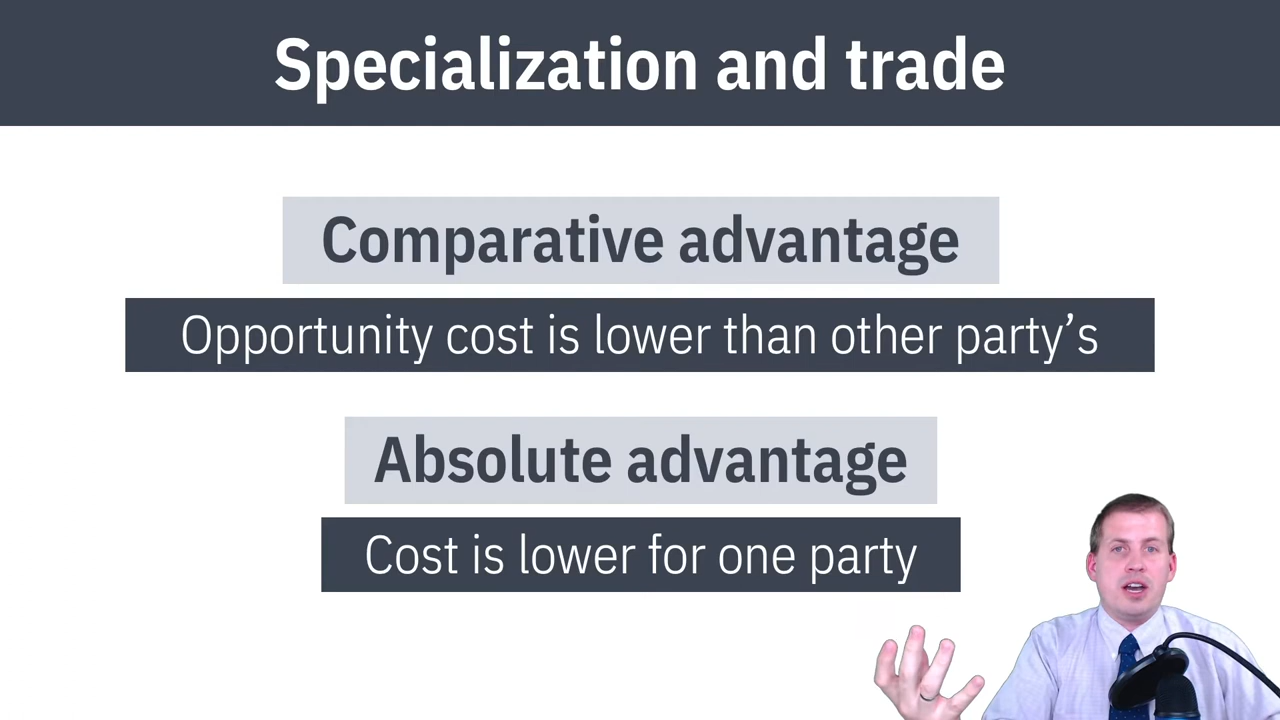 Specialization and trade
Comparative advantage
Opportunity cost is lower than other party’s
Absolute advantage
Cost is lower for one party